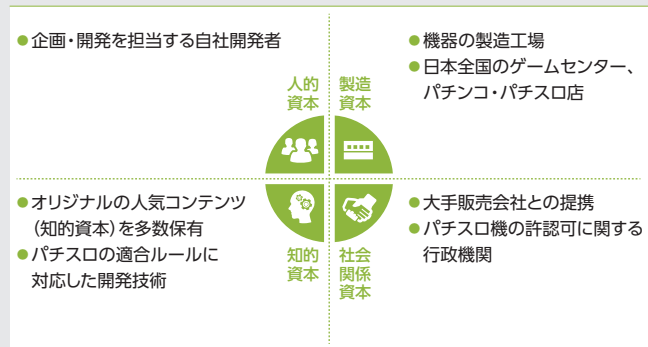 ●企画・開発を担当する自社開発者
人的
資本
●機器の製造工場
●日本全国のゲームセンター、
パチンコ・パチスロ店
製造
資本
●オリジナルの人気コンテンツ
（知的資本）を多数保有
●パチスロの適合ルールに
対応した開発技術
知的
資本
●大手販売会社との提携
●パチスロ機の許認可に関する
行政機関
社会
関係
資本